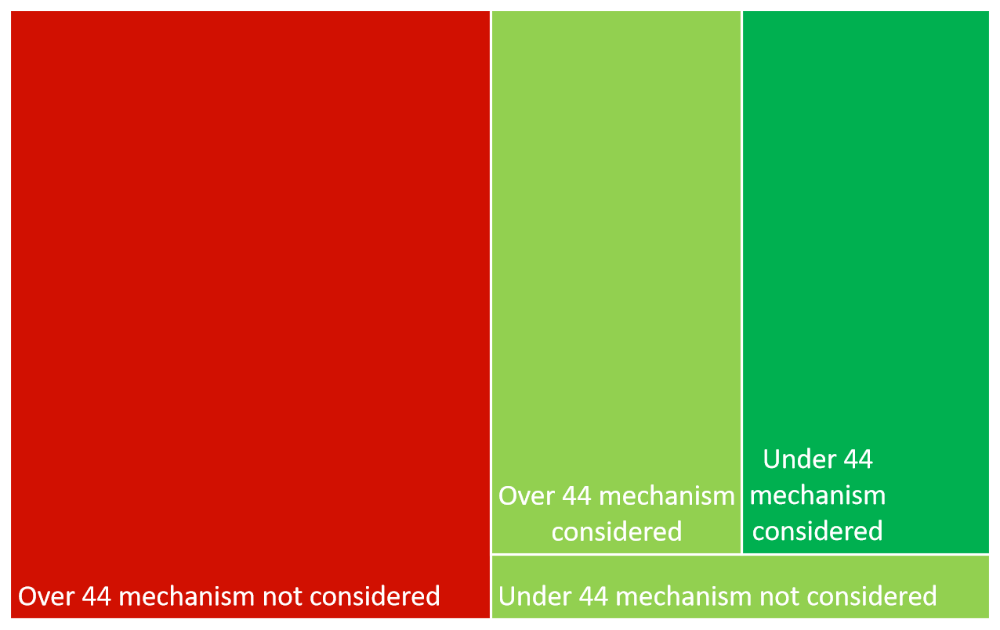 Over 44 mechanism not considered
Over 44 mechanism
considered
Under 44
mechanism
considered
Under 44 mechanism not considered